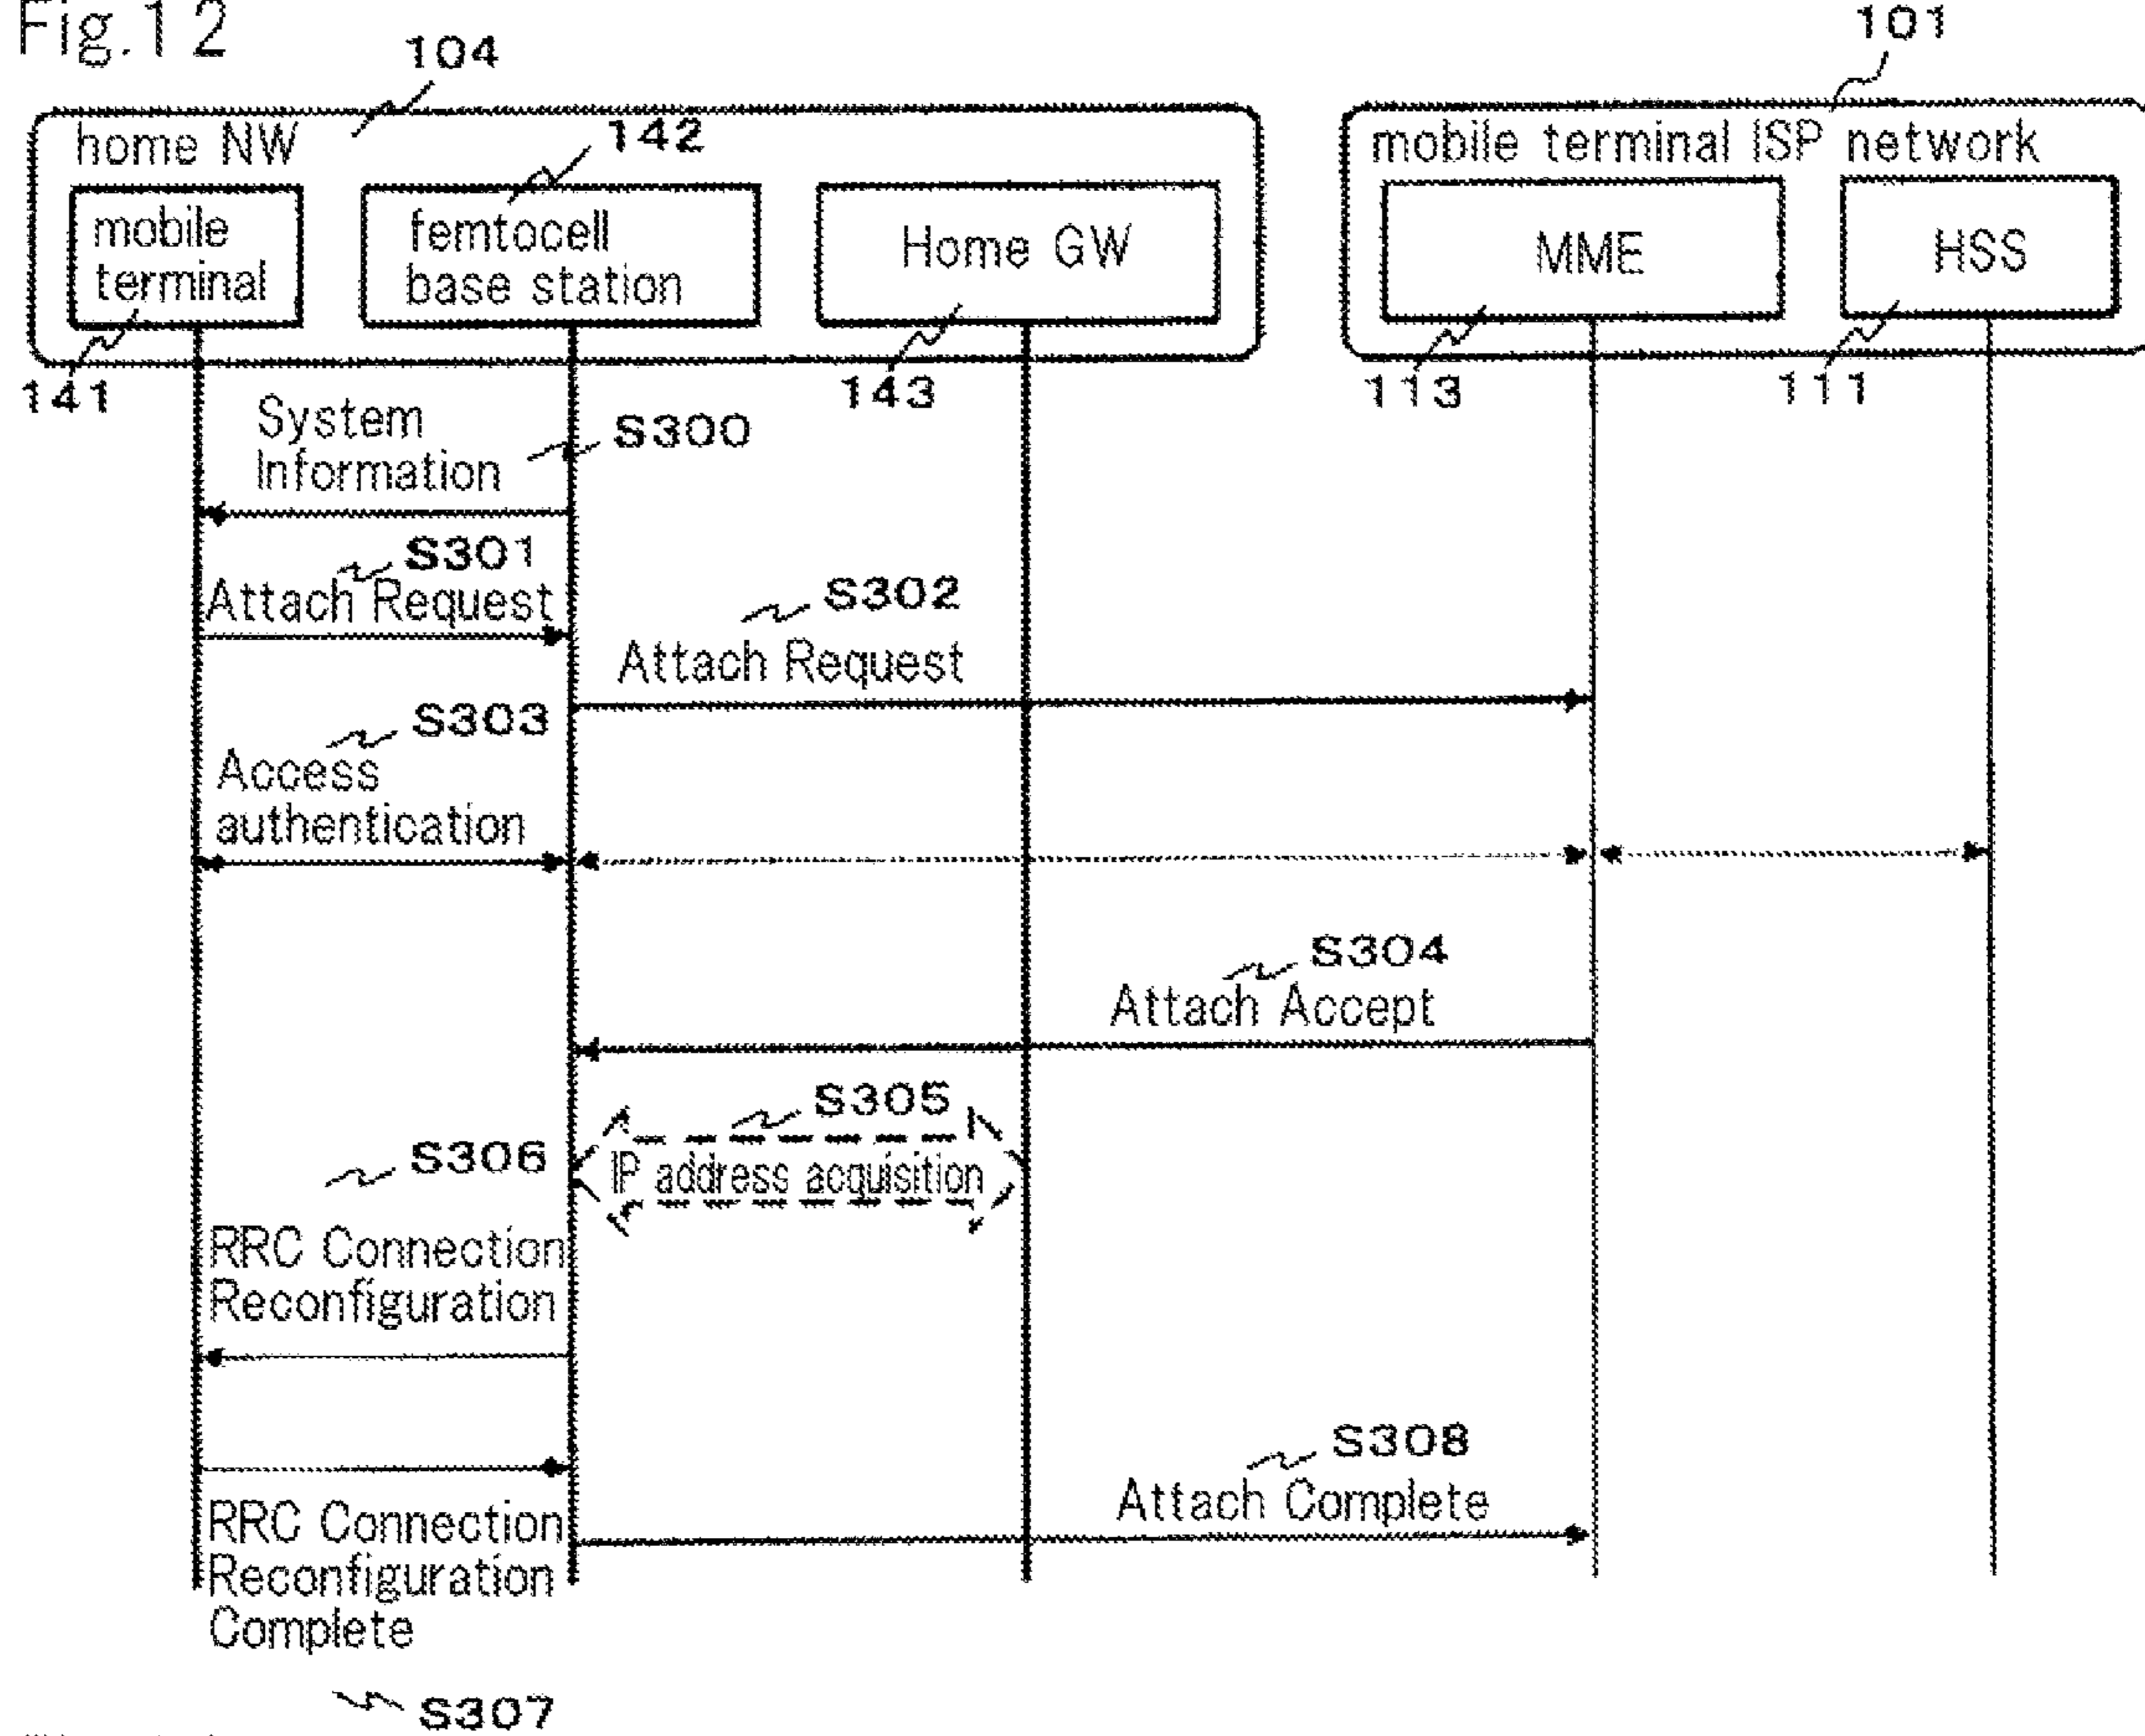 Fig.12
104
101
home NW
142
mobile terminal ISP network
mobile
terminal
femtocell
base station
Home GW
MME
HSS
141
143
113
111
System
Information
S300
S301
Attach Request
S302
Attach Request
S303
Access
authentication
S304
Attach Accept
S305
IP address acquisition
S306
RRC Connection
Reconfiguration
S308
Attach Complete
RRC Connection
Reconfiguration
Complete
S307